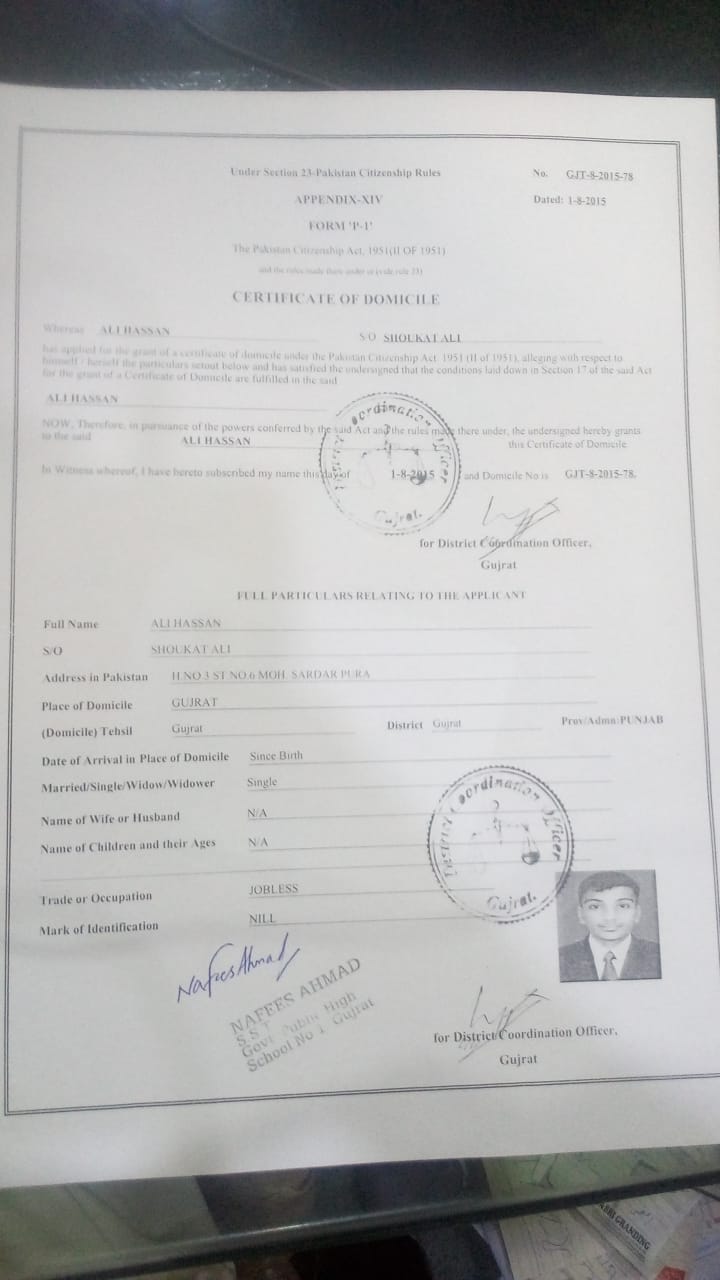 Under Section 23-Pakistan Citizenship Rules
No. GJT-8-2015-78
APPENDIX-XIV
Dated: 1-8-2015
FORM 'P-1'
The Pakistan Citizenship Act, 1951(II OF 1951)
and the rules made there under or (vide rule 23)
CERTIFICATE OF DOMICILE
Whereas ALI HASSAN S/O SHOUKAT ALI
has applied for the grant of a certificate of domicile under the Pakistan Citizenship Act 1951 (II of 1951), alleging with respect to
himself / herself the particulars setout below and has satisfied the undersigned that the conditions laid down in Section 17 of the said Act
for the grant of a Certificate of Domicile are fulfilled in the said
ALI HASSAN
NOW, Therefore, in pursuance of the powers conferred by the said Act and the rules made there under, the undersigned hereby grants
to the said ALI HASSAN this Certificate of Domicile
In Witness whereof, I have hereto subscribed my name this day of 1-8-2015 and Domicile No is GJT-8-2015-78.
District Coordination Officer
Gujrat.
for District Coordination Officer,
Gujrat
FULL PARTICULARS RELATING TO THE APPLICANT
Full Name ALI HASSAN
S/O SHOUKAT ALI
Address in Pakistan H NO 3 ST NO.6 MOH. SARDAR PURA
Place of Domicile GUJRAT
(Domicile) Tehsil Gujrat District Gujrat Prov/Admn:PUNJAB
Date of Arrival in Place of Domicile Since Birth
Married/Single/Widow/Widower Single
Name of Wife or Husband N/A
Name of Children and their Ages N/A
Trade or Occupation JOBLESS
Mark of Identification NILL
District Coordination Officer
Gujrat.
Nafees Ahmad
NAFEES AHMAD
S.S.T
Govt Public High
School No 1 Gujrat
for District Coordination Officer,
Gujrat
GRANDING